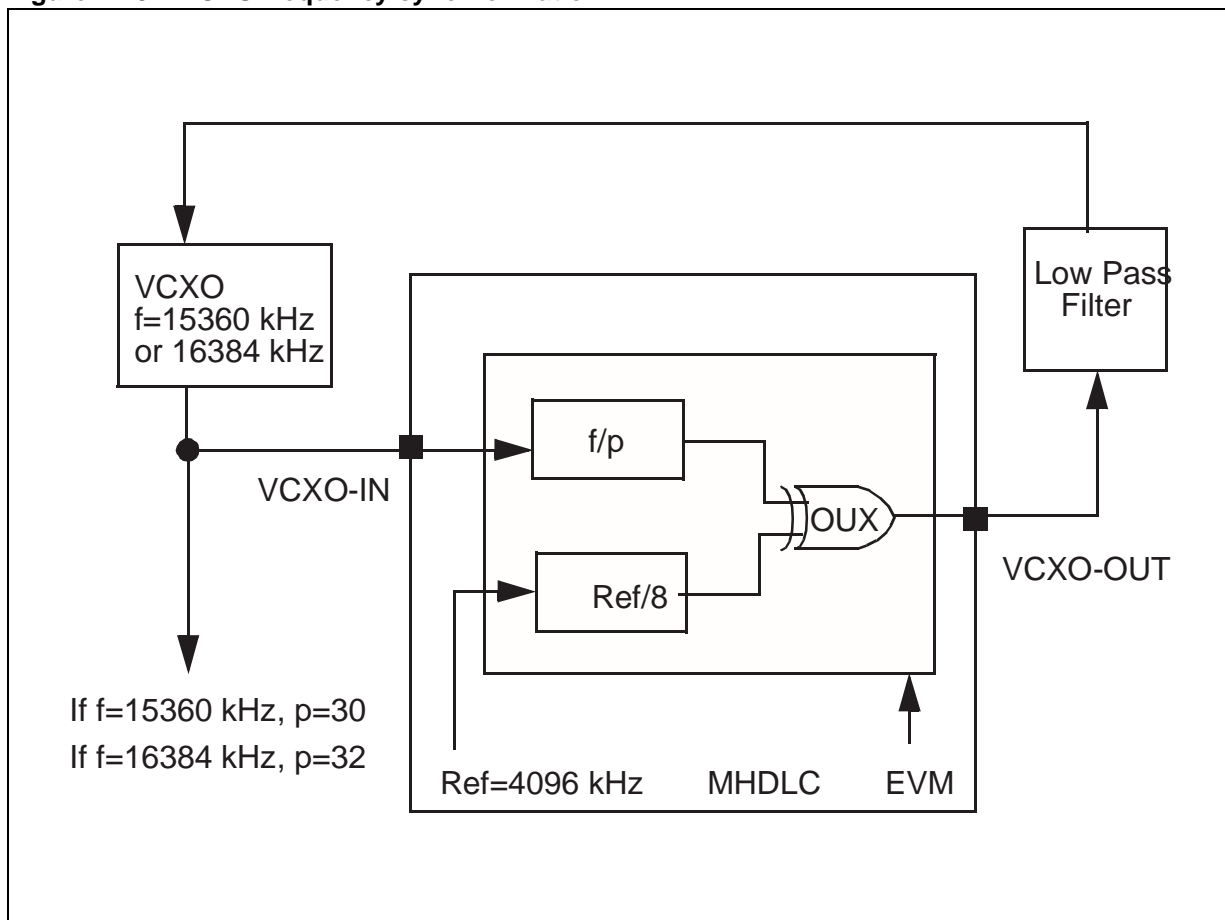 VCXO
f=15360 kHz
or 16384 kHz
Low Pass
Filter
f/p
VCXO-IN
OUX
Ref/8
VCXO-OUT
If f=15360 kHz, p=30
If f=16384 kHz, p=32
Ref=4096 kHz
MHDLC
EVM